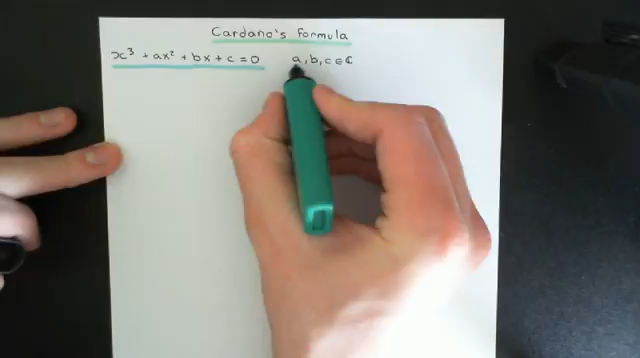 Cardano's Formula
x³ + ax² + bx + c = 0 a, b, c ∈ ℂ